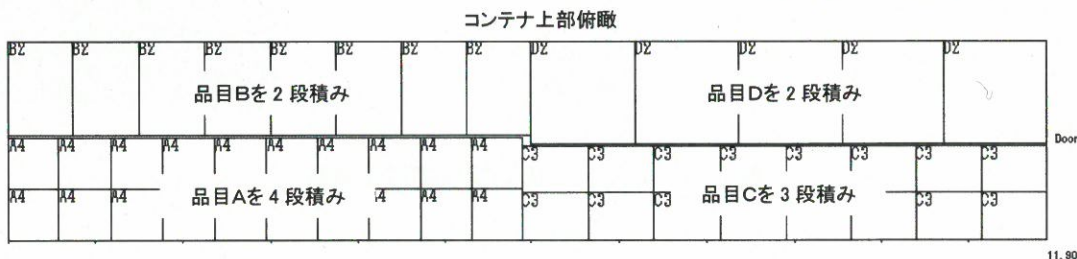 コンテナ上部俯瞰
B2 B2 B2 B2 B2 B2 B2 B2 D2 D2 D2 D2 D2
品目Bを2段積み 品目Dを2段積み
Door
A4 A4 A4 A4 A4 A4 A4 A4 A4 A4 C3 C3 C3 C3 C3 C3 C3 C3
A4 A4 A4 品目Aを4段積み 4 A4 A4 C3 C3 C3 品目Cを3段積み C3 C3
11.90